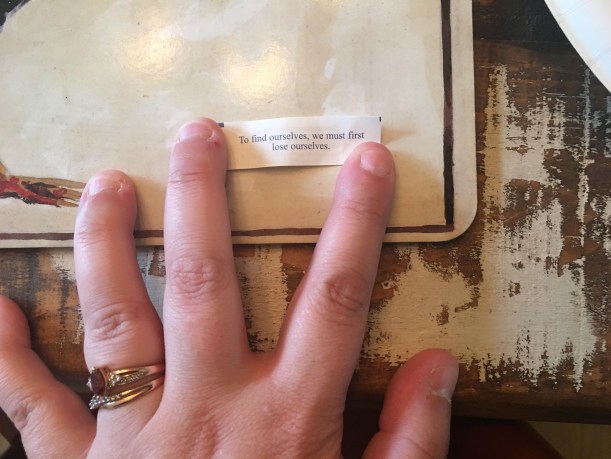 To find ourselves, we must first
lose ourselves.